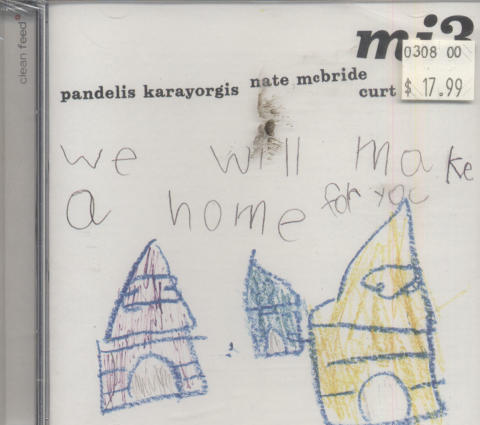 clean feed
mi3
0308 00
$ 17.99
pandelis karayorgis
nate mcbride
curt
we will make
a home for you